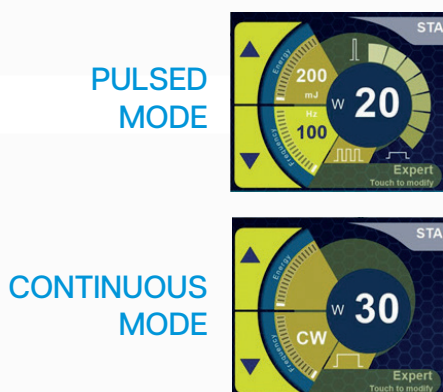 PULSED
MODE
STA
Energy
200
mJ
Hz
100
Frequency
W 20
Expert
Touch to modify
CONTINUOUS
MODE
STA
Energy
CW
Frequency
W 30
Expert
Touch to modify